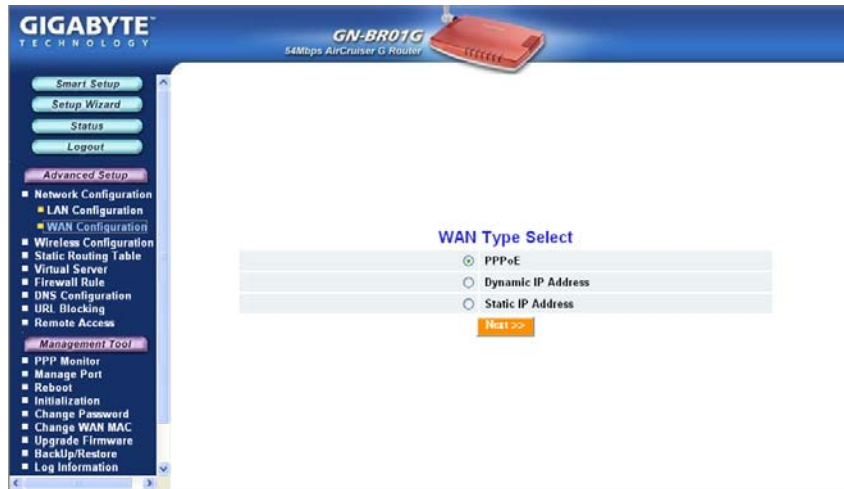 GIGABYTE™
TECHNOLOGY
GN-BR01G
54Mbps AirCruiser G Router
Smart Setup
Setup Wizard
Status
Logout
Advanced Setup
Network Configuration
LAN Configuration
WAN Configuration
Wireless Configuration
Static Routing Table
Virtual Server
Firewall Rule
DNS Configuration
URL Blocking
Remote Access
Management Tool
PPP Monitor
Manage Port
Reboot
Initialization
Change Password
Change WAN MAC
Upgrade Firmware
BackUp/Restore
Log Information
WAN Type Select
PPPoE
Dynamic IP Address
Static IP Address
Next >>